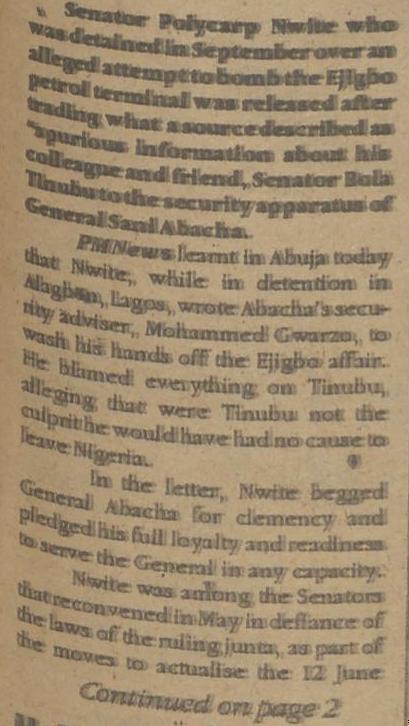 Senator Polycarp Nwite who
was detained in September over an
alleged attempt to bomb the Ejigbo
petrol terminal was released after
trading what a source described as
"spurious information about his
colleague and friend, Senator Bola
Tinubu to the security apparatus of
General Sani Abacha.
PMNews learnt in Abuja today
that Nwite, while in detention in
Alagbon, Lagos, wrote Abacha's secu-
rity adviser, Mohammed Gwarzo, to
wash his hands off the Ejigbo affair.
He blamed everything on Tinubu,
alleging that were Tinubu not the
culprit he would have had no cause to
leave Nigeria.
In the letter, Nwite begged
General Abacha for clemency and
pledged his full loyalty and readiness
to serve the General in any capacity.
Nwite was among the Senators
that reconvened in May in defiance of
the laws of the ruling junta, as part of
the moves to actualise the 12 June
Continued on page 2